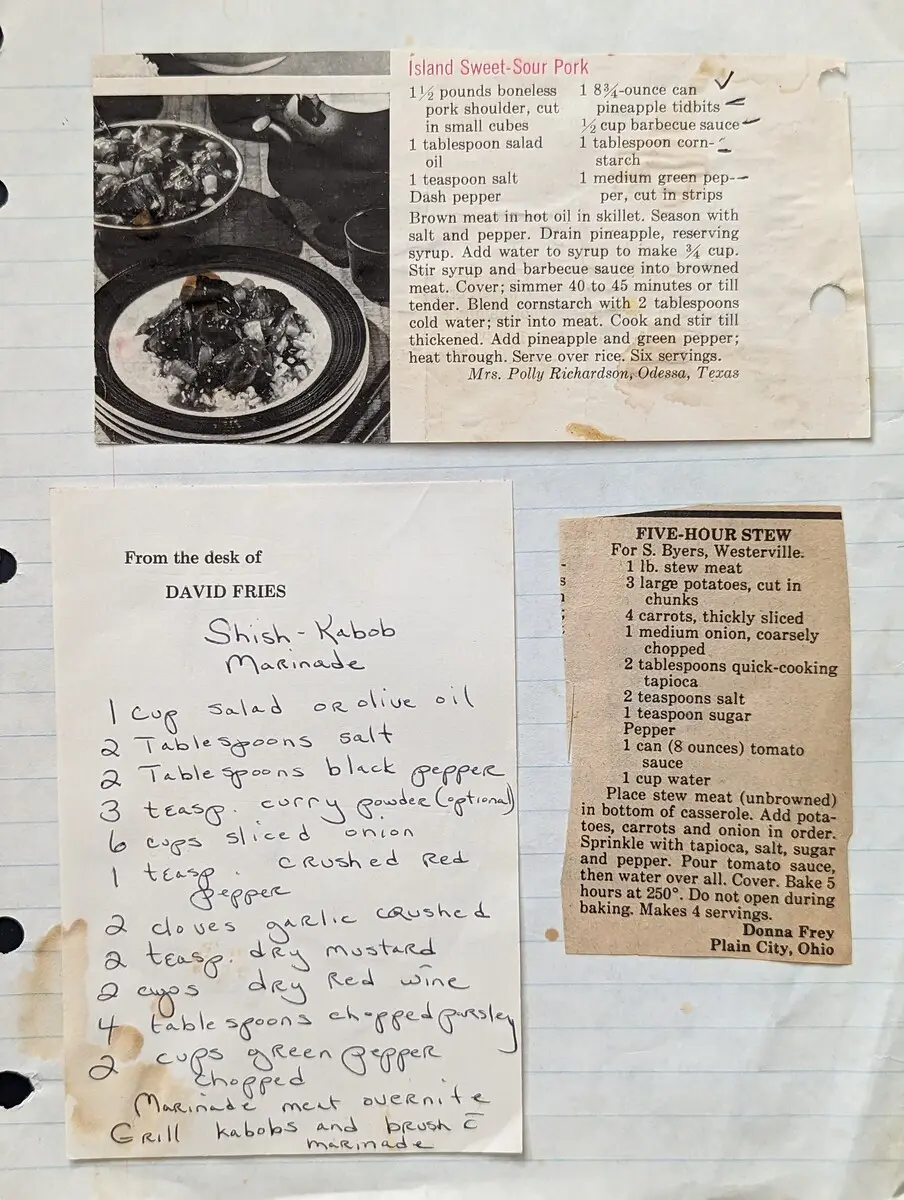 Island Sweet-Sour Pork
1½ pounds boneless
pork shoulder, cut
in small cubes
1 tablespoon salad
oil
1 teaspoon salt
Dash pepper
1 8¾-ounce can
pineapple tidbits
½ cup barbecue sauce
1 tablespoon corn-
starch
1 medium green pep-
per, cut in strips
Brown meat in hot oil in skillet. Season with
salt and pepper. Drain pineapple, reserving
syrup. Add water to syrup to make ¾ cup.
Stir syrup and barbecue sauce into browned
meat. Cover; simmer 40 to 45 minutes or till
tender. Blend cornstarch with 2 tablespoons
cold water; stir into meat. Cook and stir till
thickened. Add pineapple and green pepper;
heat through. Serve over rice. Six servings.
Mrs. Polly Richardson, Odessa, Texas
From the desk of
DAVID FRIES
Shish-Kabob
Marinade
1 cup salad or olive oil
2 Tablespoons salt
2 Tablespoons black pepper
3 teasp. curry powder (optional)
6 cups sliced onion
1 teasp. crushed red
pepper
2 cloves garlic crushed
2 teasp. dry mustard
2 cups dry red wine
4 tablespoons chopped parsley
2 cups green pepper
chopped
Marinade meat overnite
Grill kabobs and brush c̄
marinade
FIVE-HOUR STEW
For S. Byers, Westerville.
1 lb. stew meat
3 large potatoes, cut in
chunks
4 carrots, thickly sliced
1 medium onion, coarsely
chopped
2 tablespoons quick-cooking
tapioca
2 teaspoons salt
1 teaspoon sugar
Pepper
1 can (8 ounces) tomato
sauce
1 cup water
Place stew meat (unbrowned)
in bottom of casserole. Add pota-
toes, carrots and onion in order.
Sprinkle with tapioca, salt, sugar
and pepper. Pour tomato sauce,
then water over all. Cover. Bake 5
hours at 250°. Do not open during
baking. Makes 4 servings.
Donna Frey
Plain City, Ohio